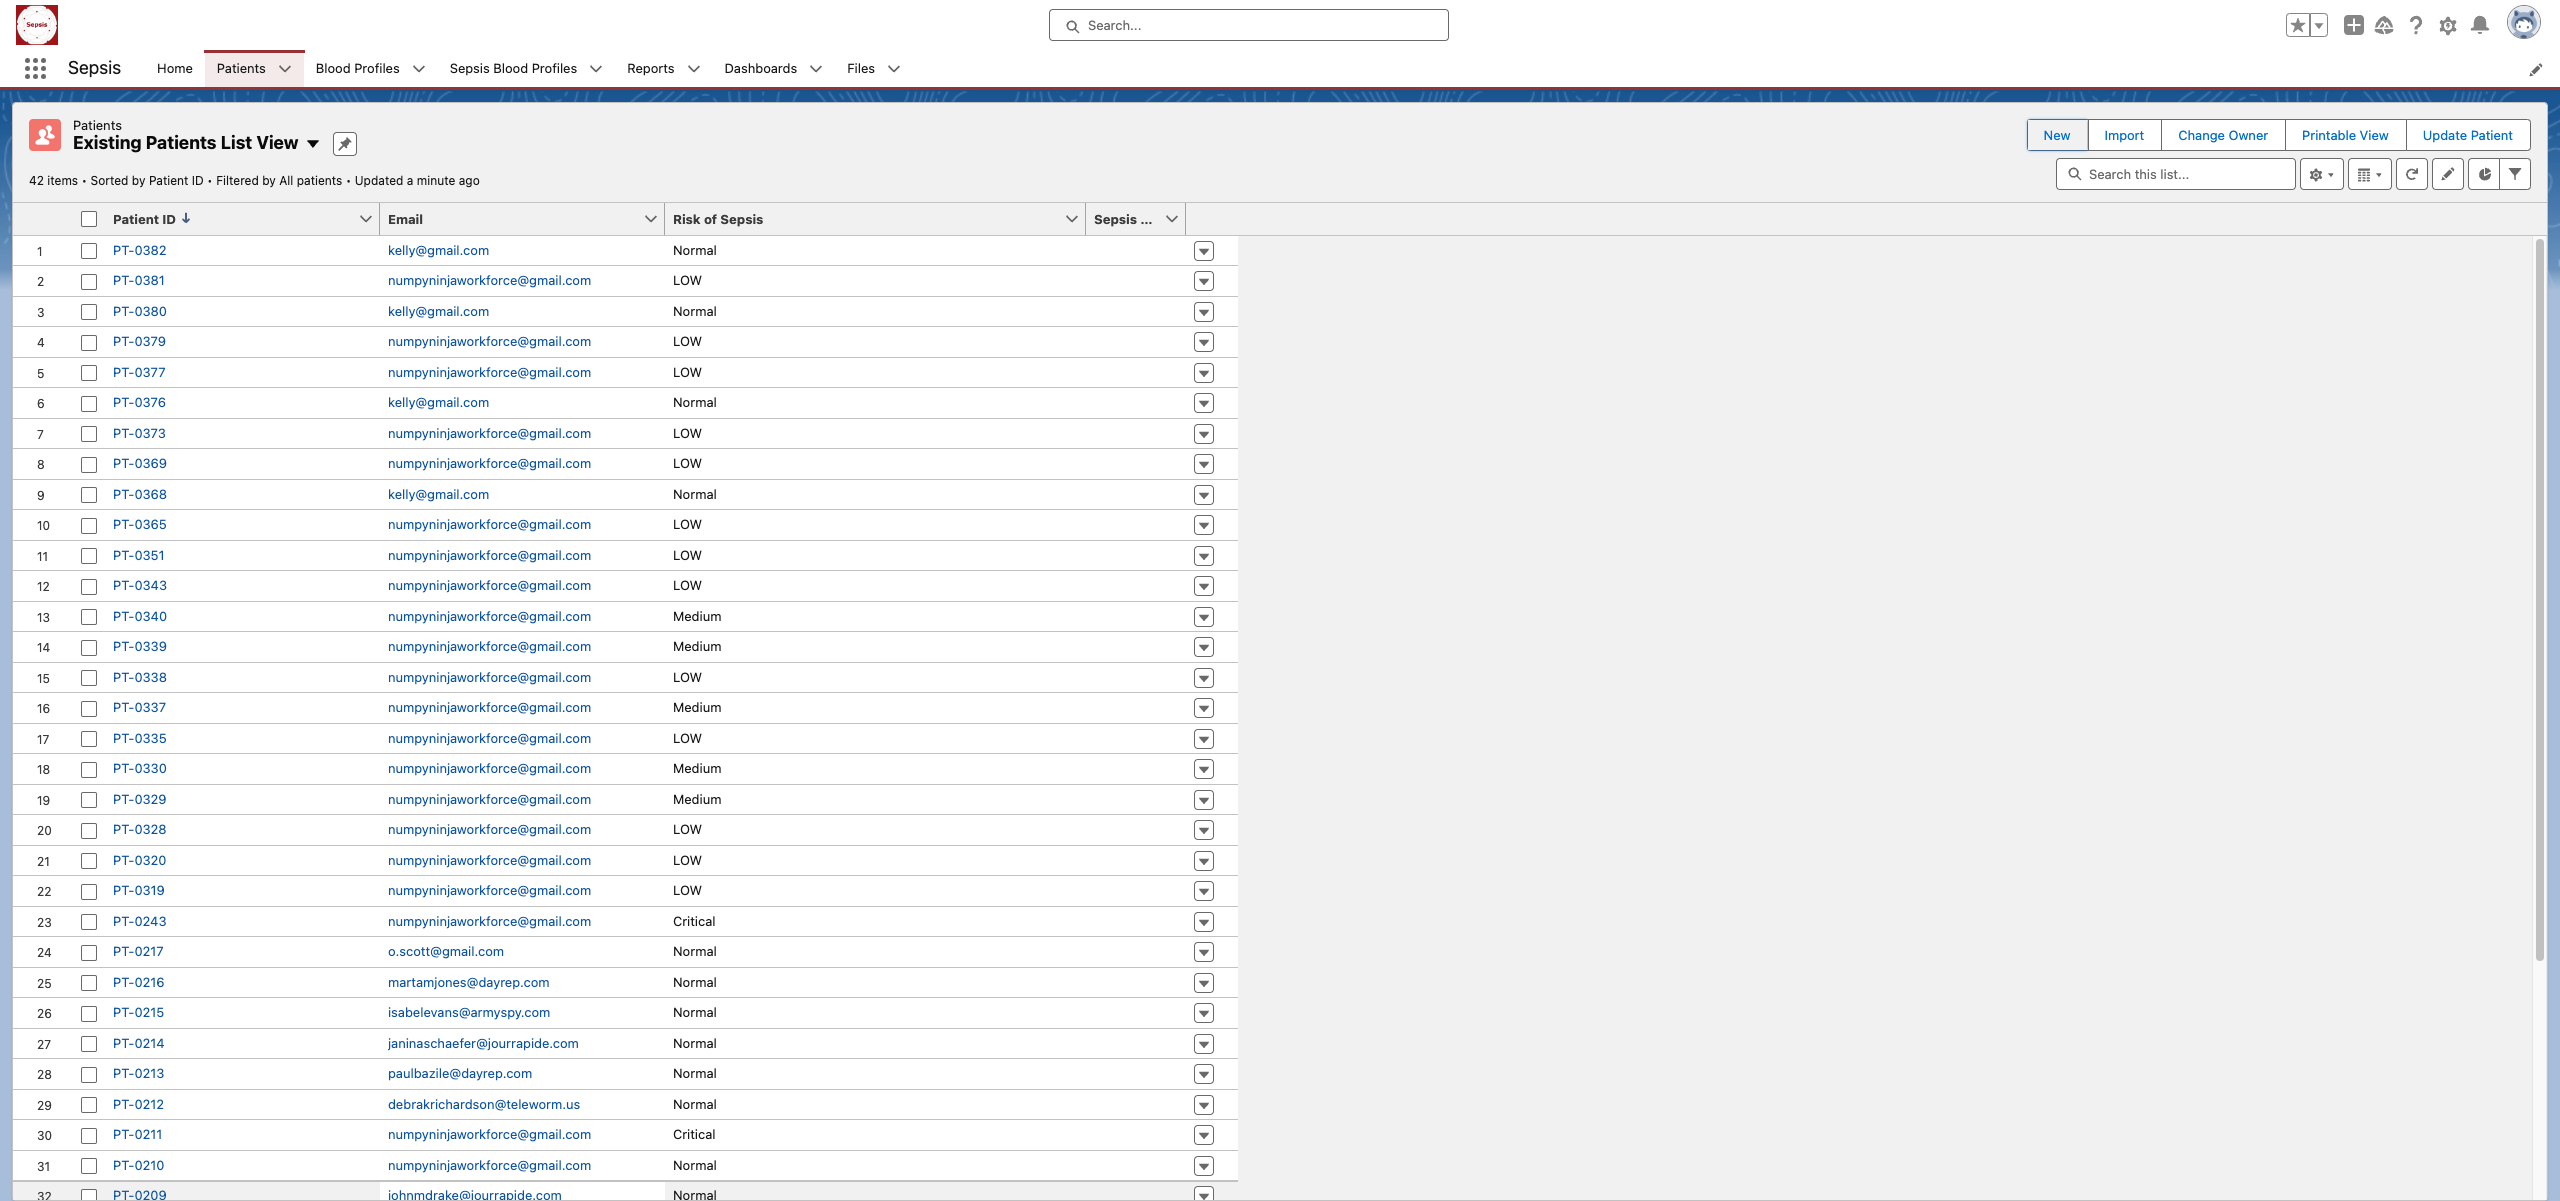 Sepsis
Search...
Sepsis Home Patients Blood Profiles Sepsis Blood Profiles Reports Dashboards Files
Patients
Existing Patients List View
New Import Change Owner Printable View Update Patient
42 items • Sorted by Patient ID • Filtered by All patients • Updated a minute ago
Search this list...
Patient ID Email Risk of Sepsis Sepsis ...
1 PT-0382 kelly@gmail.com Normal
2 PT-0381 numpyninjaworkforce@gmail.com LOW
3 PT-0380 kelly@gmail.com Normal
4 PT-0379 numpyninjaworkforce@gmail.com LOW
5 PT-0377 numpyninjaworkforce@gmail.com LOW
6 PT-0376 kelly@gmail.com Normal
7 PT-0373 numpyninjaworkforce@gmail.com LOW
8 PT-0369 numpyninjaworkforce@gmail.com LOW
9 PT-0368 kelly@gmail.com Normal
10 PT-0365 numpyninjaworkforce@gmail.com LOW
11 PT-0351 numpyninjaworkforce@gmail.com LOW
12 PT-0343 numpyninjaworkforce@gmail.com LOW
13 PT-0340 numpyninjaworkforce@gmail.com Medium
14 PT-0339 numpyninjaworkforce@gmail.com Medium
15 PT-0338 numpyninjaworkforce@gmail.com LOW
16 PT-0337 numpyninjaworkforce@gmail.com Medium
17 PT-0335 numpyninjaworkforce@gmail.com LOW
18 PT-0330 numpyninjaworkforce@gmail.com Medium
19 PT-0329 numpyninjaworkforce@gmail.com Medium
20 PT-0328 numpyninjaworkforce@gmail.com LOW
21 PT-0320 numpyninjaworkforce@gmail.com LOW
22 PT-0319 numpyninjaworkforce@gmail.com LOW
23 PT-0243 numpyninjaworkforce@gmail.com Critical
24 PT-0217 o.scott@gmail.com Normal
25 PT-0216 martamjones@dayrep.com Normal
26 PT-0215 isabelevans@armyspy.com Normal
27 PT-0214 janinaschaefer@jourrapide.com Normal
28 PT-0213 paulbazile@dayrep.com Normal
29 PT-0212 debrakrichardson@teleworm.us Normal
30 PT-0211 numpyninjaworkforce@gmail.com Critical
31 PT-0210 numpyninjaworkforce@gmail.com Normal
32 PT-0209 johnmdrake@jourrapide.com Normal